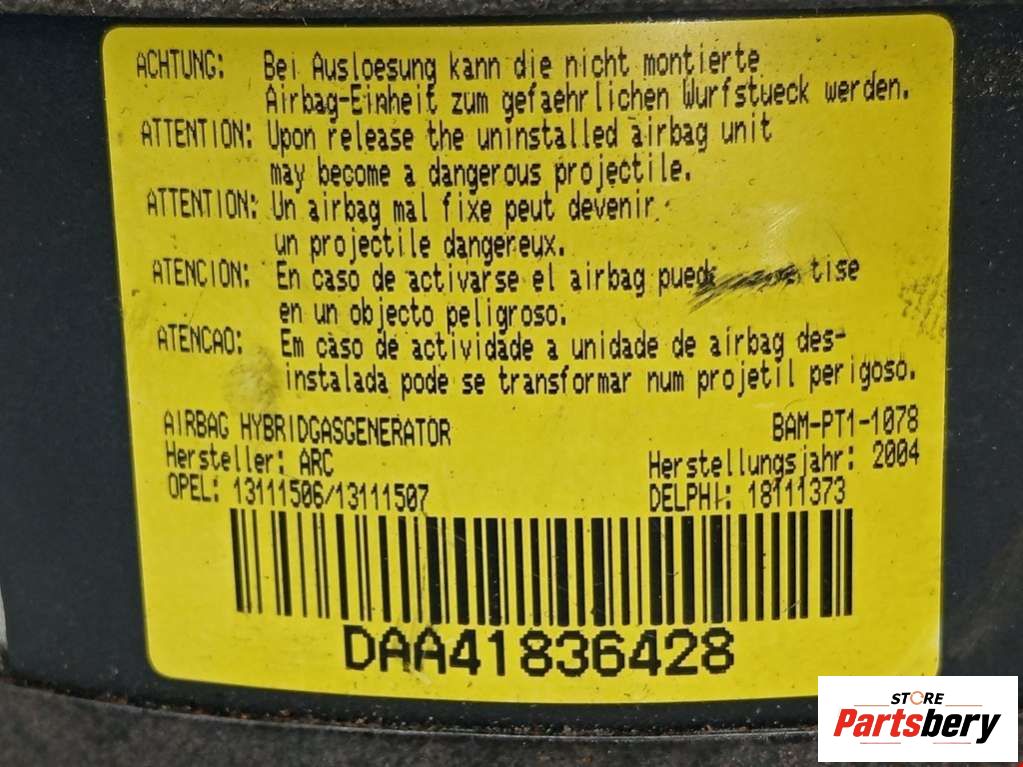 ACHTUNG: Bei Ausloesung kann die nicht montierte
Airbag-Einheit zum gefaehrlichen Wurfstueck werden.
ATTENTION: Upon release the uninstalled airbag unit
may become a dangerous projectile.
ATTENTION: Un airbag mal fixe peut devenir
un projectile dangereux.
ATENCION: En caso de activarse el airbag tise
en un objecto peligroso.
ATENCAO: Em caso de actividade a unidade de airbag des-
instalada pode se transformar num projetil perigoso.
AIRBAG HYBRIDGASGENERATOR BAM-PT1-1078
Hersteller: ARC Herstellungsjahr: 2004
OPEL: 13111506/13111507 DELPHI: 18111373
DAA41836428
STORE
Partsbery